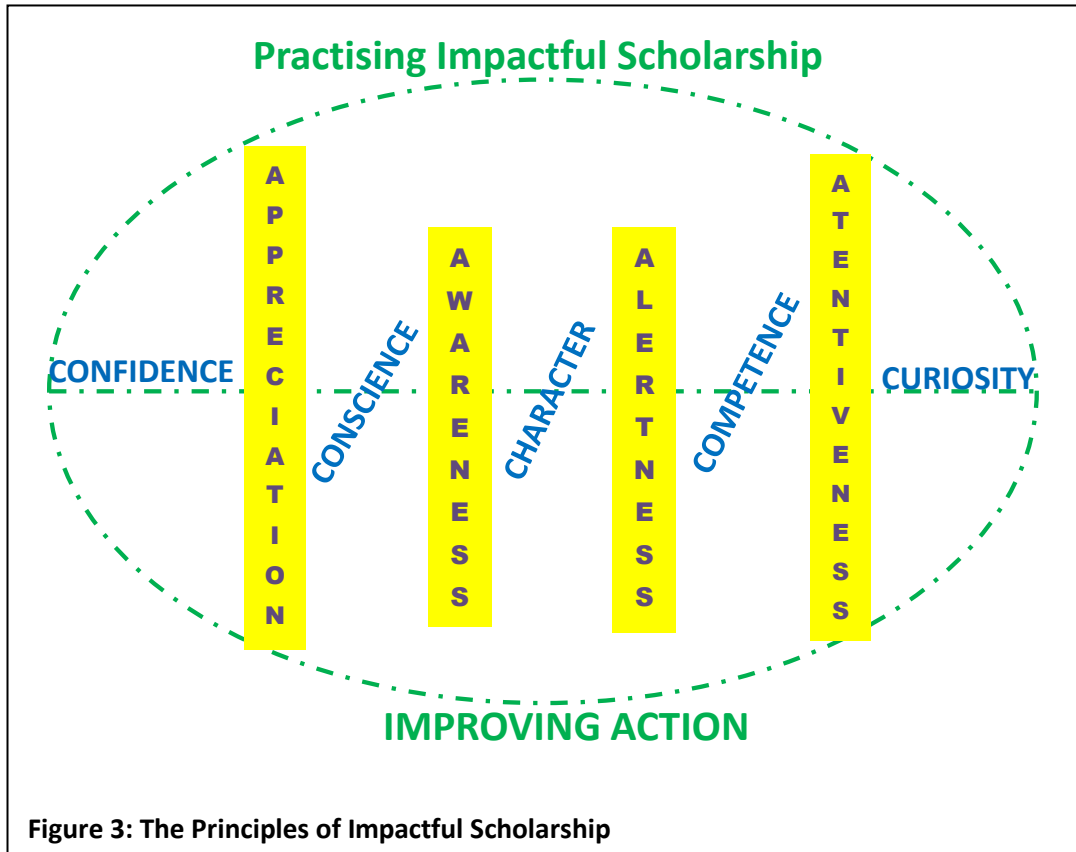 Practising Impactful Scholarship
CONFIDENCE
APPRECIATION
CONSCIENCE
AWARENESS
CHARACTER
ALERTNESS
COMPETENCE
ATENTIVENESS
CURIOSITY
IMPROVING ACTION
Figure 3: The Principles of Impactful Scholarship